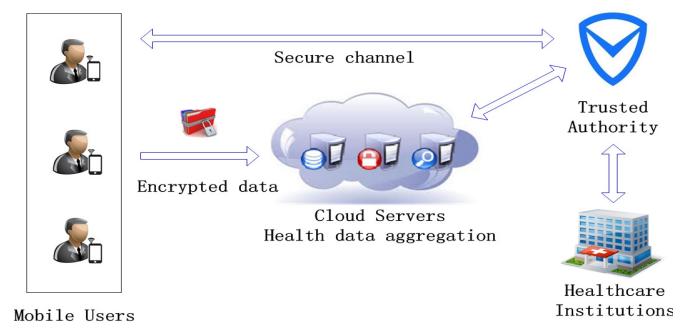 Secure channel
Trusted
Authority
Encrypted data
Cloud Servers
Health data aggregation
Healthcare
Institutions
Mobile Users